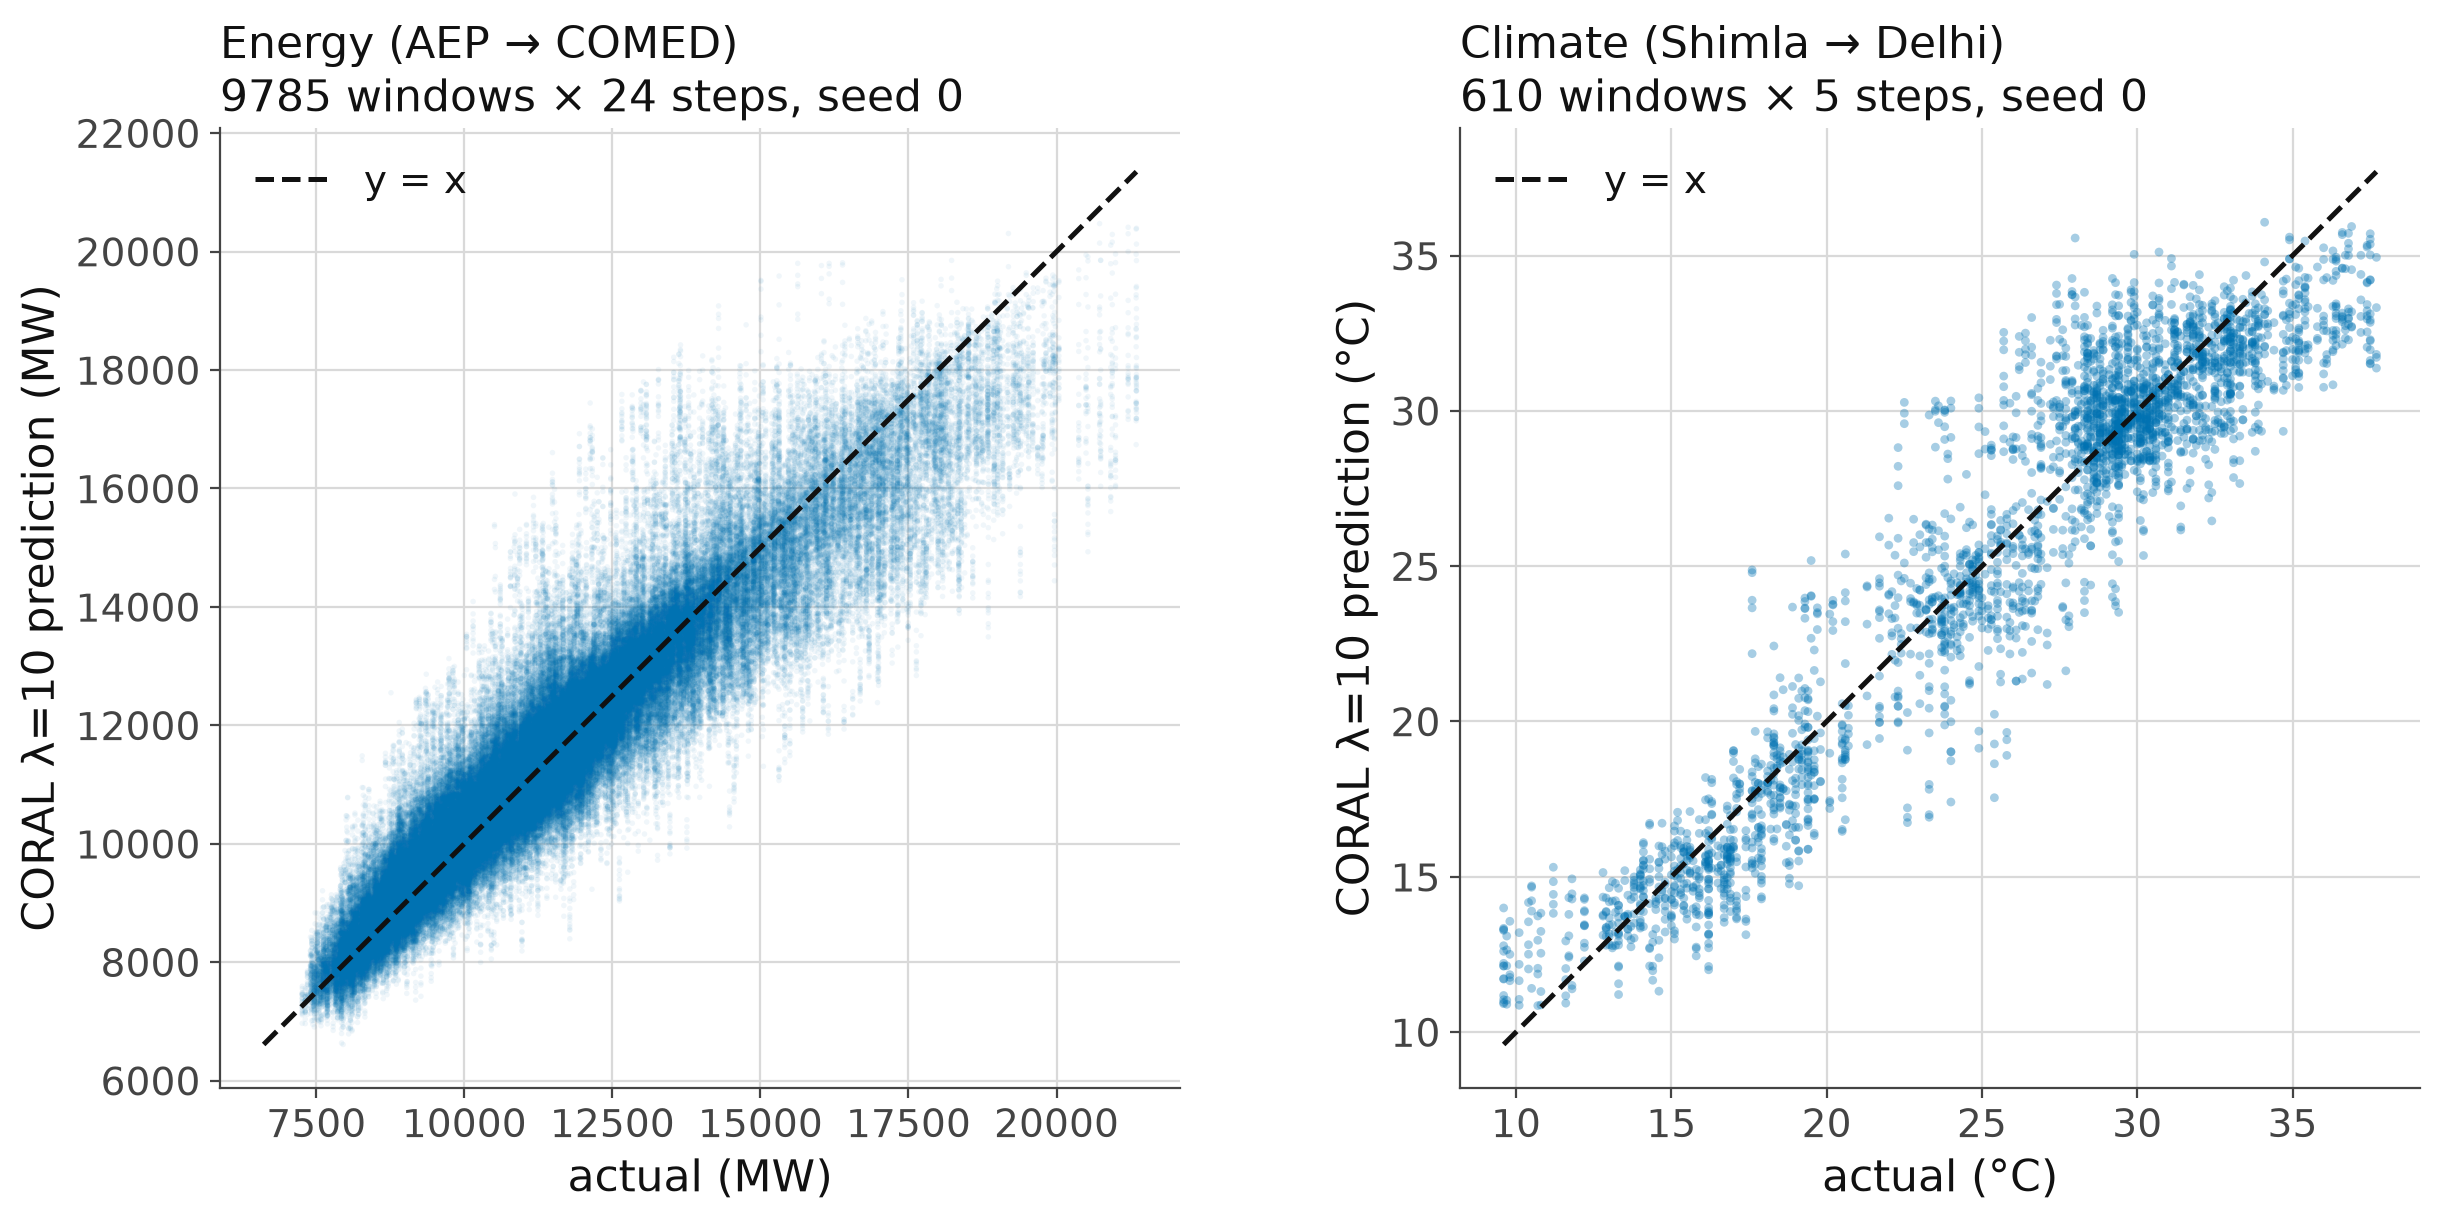 Energy (AEP → COMED)
9785 windows × 24 steps, seed 0
22000
20000
18000
16000
14000
12000
10000
8000
6000
CORAL λ=10 prediction (MW)
y = x
7500 10000 12500 15000 17500 20000
actual (MW)
Climate (Shimla → Delhi)
610 windows × 5 steps, seed 0
35
30
25
20
15
10
CORAL λ=10 prediction (°C)
y = x
10 15 20 25 30 35
actual (°C)